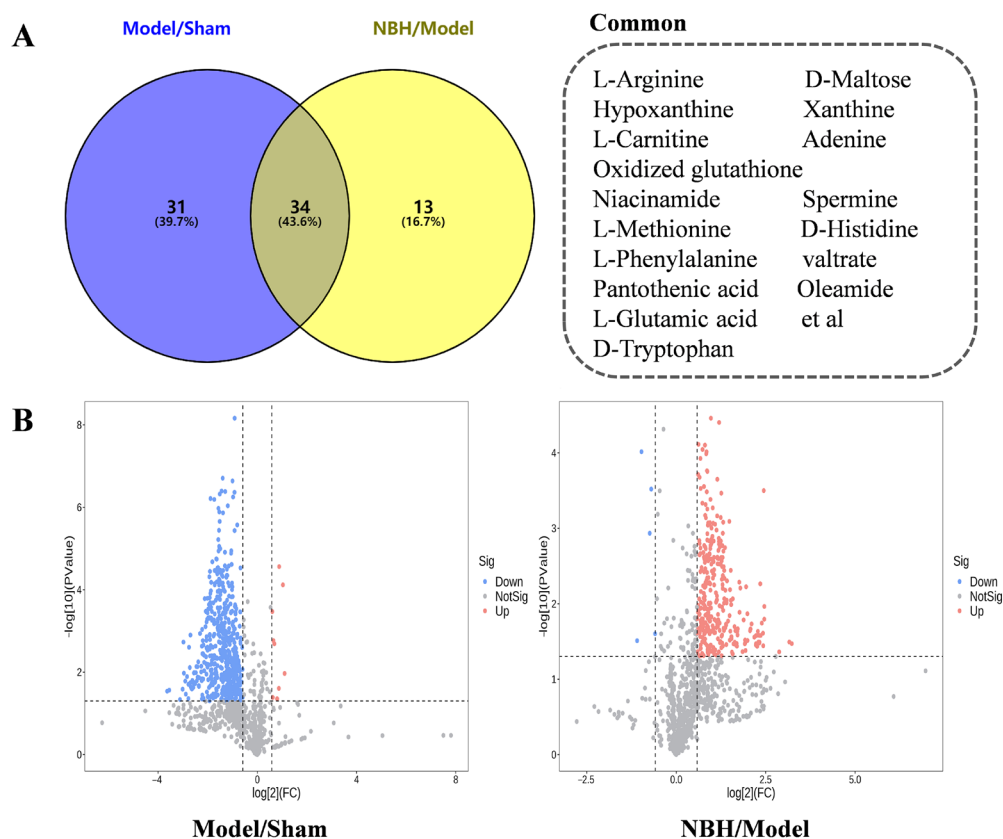 A
Model/Sham
NBH/Model
31
(39.7%)
34
(43.6%)
13
(16.7%)
Common
L-Arginine D-Maltose
Hypoxanthine Xanthine
L-Carnitine Adenine
Oxidized glutathione
Niacinamide Spermine
L-Methionine D-Histidine
L-Phenylalanine valtrate
Pantothenic acid Oleamide
L-Glutamic acid et al
D-Tryptophan
B
8
6
4
2
0
-log[10](PValue)
−4 0 4 8
log[2](FC)
Sig
Down
NotSig
Up
Model/Sham
4
3
2
1
0
-log[10](PValue)
−2.5 0.0 2.5 5.0
log[2](FC)
Sig
Down
NotSig
Up
NBH/Model